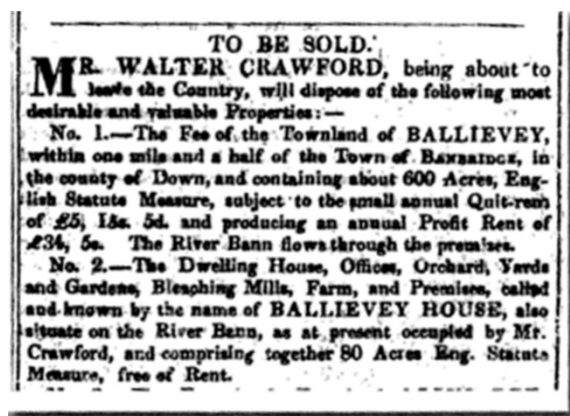 TO BE SOLD.
MR. WALTER CRAWFORD, being about to
leave the Country, will dispose of the following most
desirable and valuable Properties:—
No. 1.—The Fee of the Townland of BALLIEVEY,
within one mile and a half of the Town of BANBRIDGE, in
the county of Down, and containing about 600 Acres, Eng-
lish Statute Measure, subject to the small annual Quit-rent
of £5, 15s. 5d. and producing an annual Profit Rent of
5s. The River Bann flows through the premises.
No. 2.—The Dwelling House, Offices, Orchard, Yards
and Gardens, Bleaching Mills, Farm, and Premises, called
and known by the name of BALLIEVEY HOUSE, also
situate on the River Bann, as at present occupied by Mr.
Crawford, and comprising together 80 Acres Eng. Statute
Measure, free of Rent.